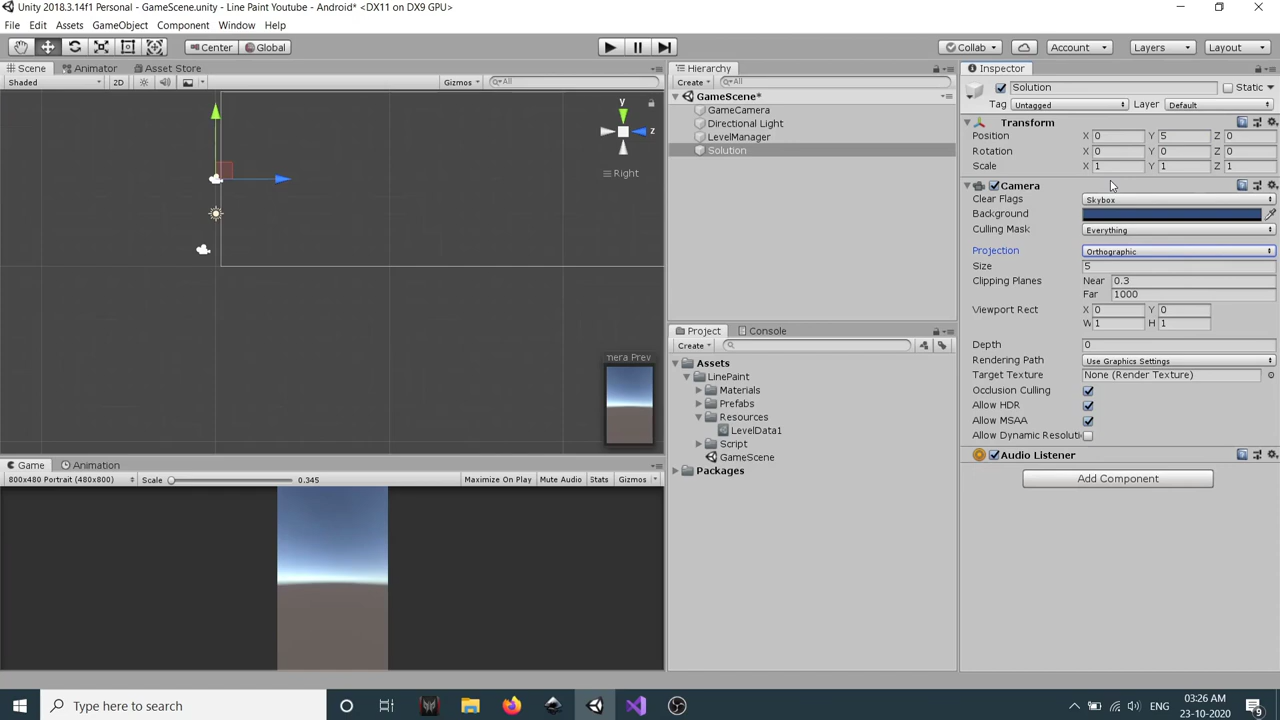 Unity 2018.3.14f1 Personal - GameScene.unity - Line Paint Youtube - Android* <DX11 on DX9 GPU>
File Edit Assets GameObject Component Window Help
Center Global Collab Account Layers Layout
Scene Animator Asset Store
Shaded 2D Gizmos All
y
z
Right
Camera Prev
Game Animation
800x480 Portrait (480x800) Scale 0.345 Maximize On Play Mute Audio Stats Gizmos
Hierarchy
Create All
GameScene*
GameCamera
Directional Light
LevelManager
Solution
Project Console
Create
Assets
LinePaint
Materials
Prefabs
Resources
LevelData1
Script
GameScene
Packages
Inspector
Solution Static
Tag Untagged Layer Default
Transform
Position X 0 Y 5 Z 0
Rotation X 0 Y 0 Z 0
Scale X 1 Y 1 Z 1
Camera
Clear Flags Skybox
Background
Culling Mask Everything
Projection Orthographic
Size 5
Clipping Planes Near 0.3
Far 1000
Viewport Rect X 0 Y 0
W 1 H 1
Depth 0
Rendering Path Use Graphics Settings
Target Texture None (Render Texture)
Occlusion Culling
Allow HDR
Allow MSAA
Allow Dynamic Resoluti
Audio Listener
Add Component
Type here to search
ENG
03:26 AM
23-10-2020
9